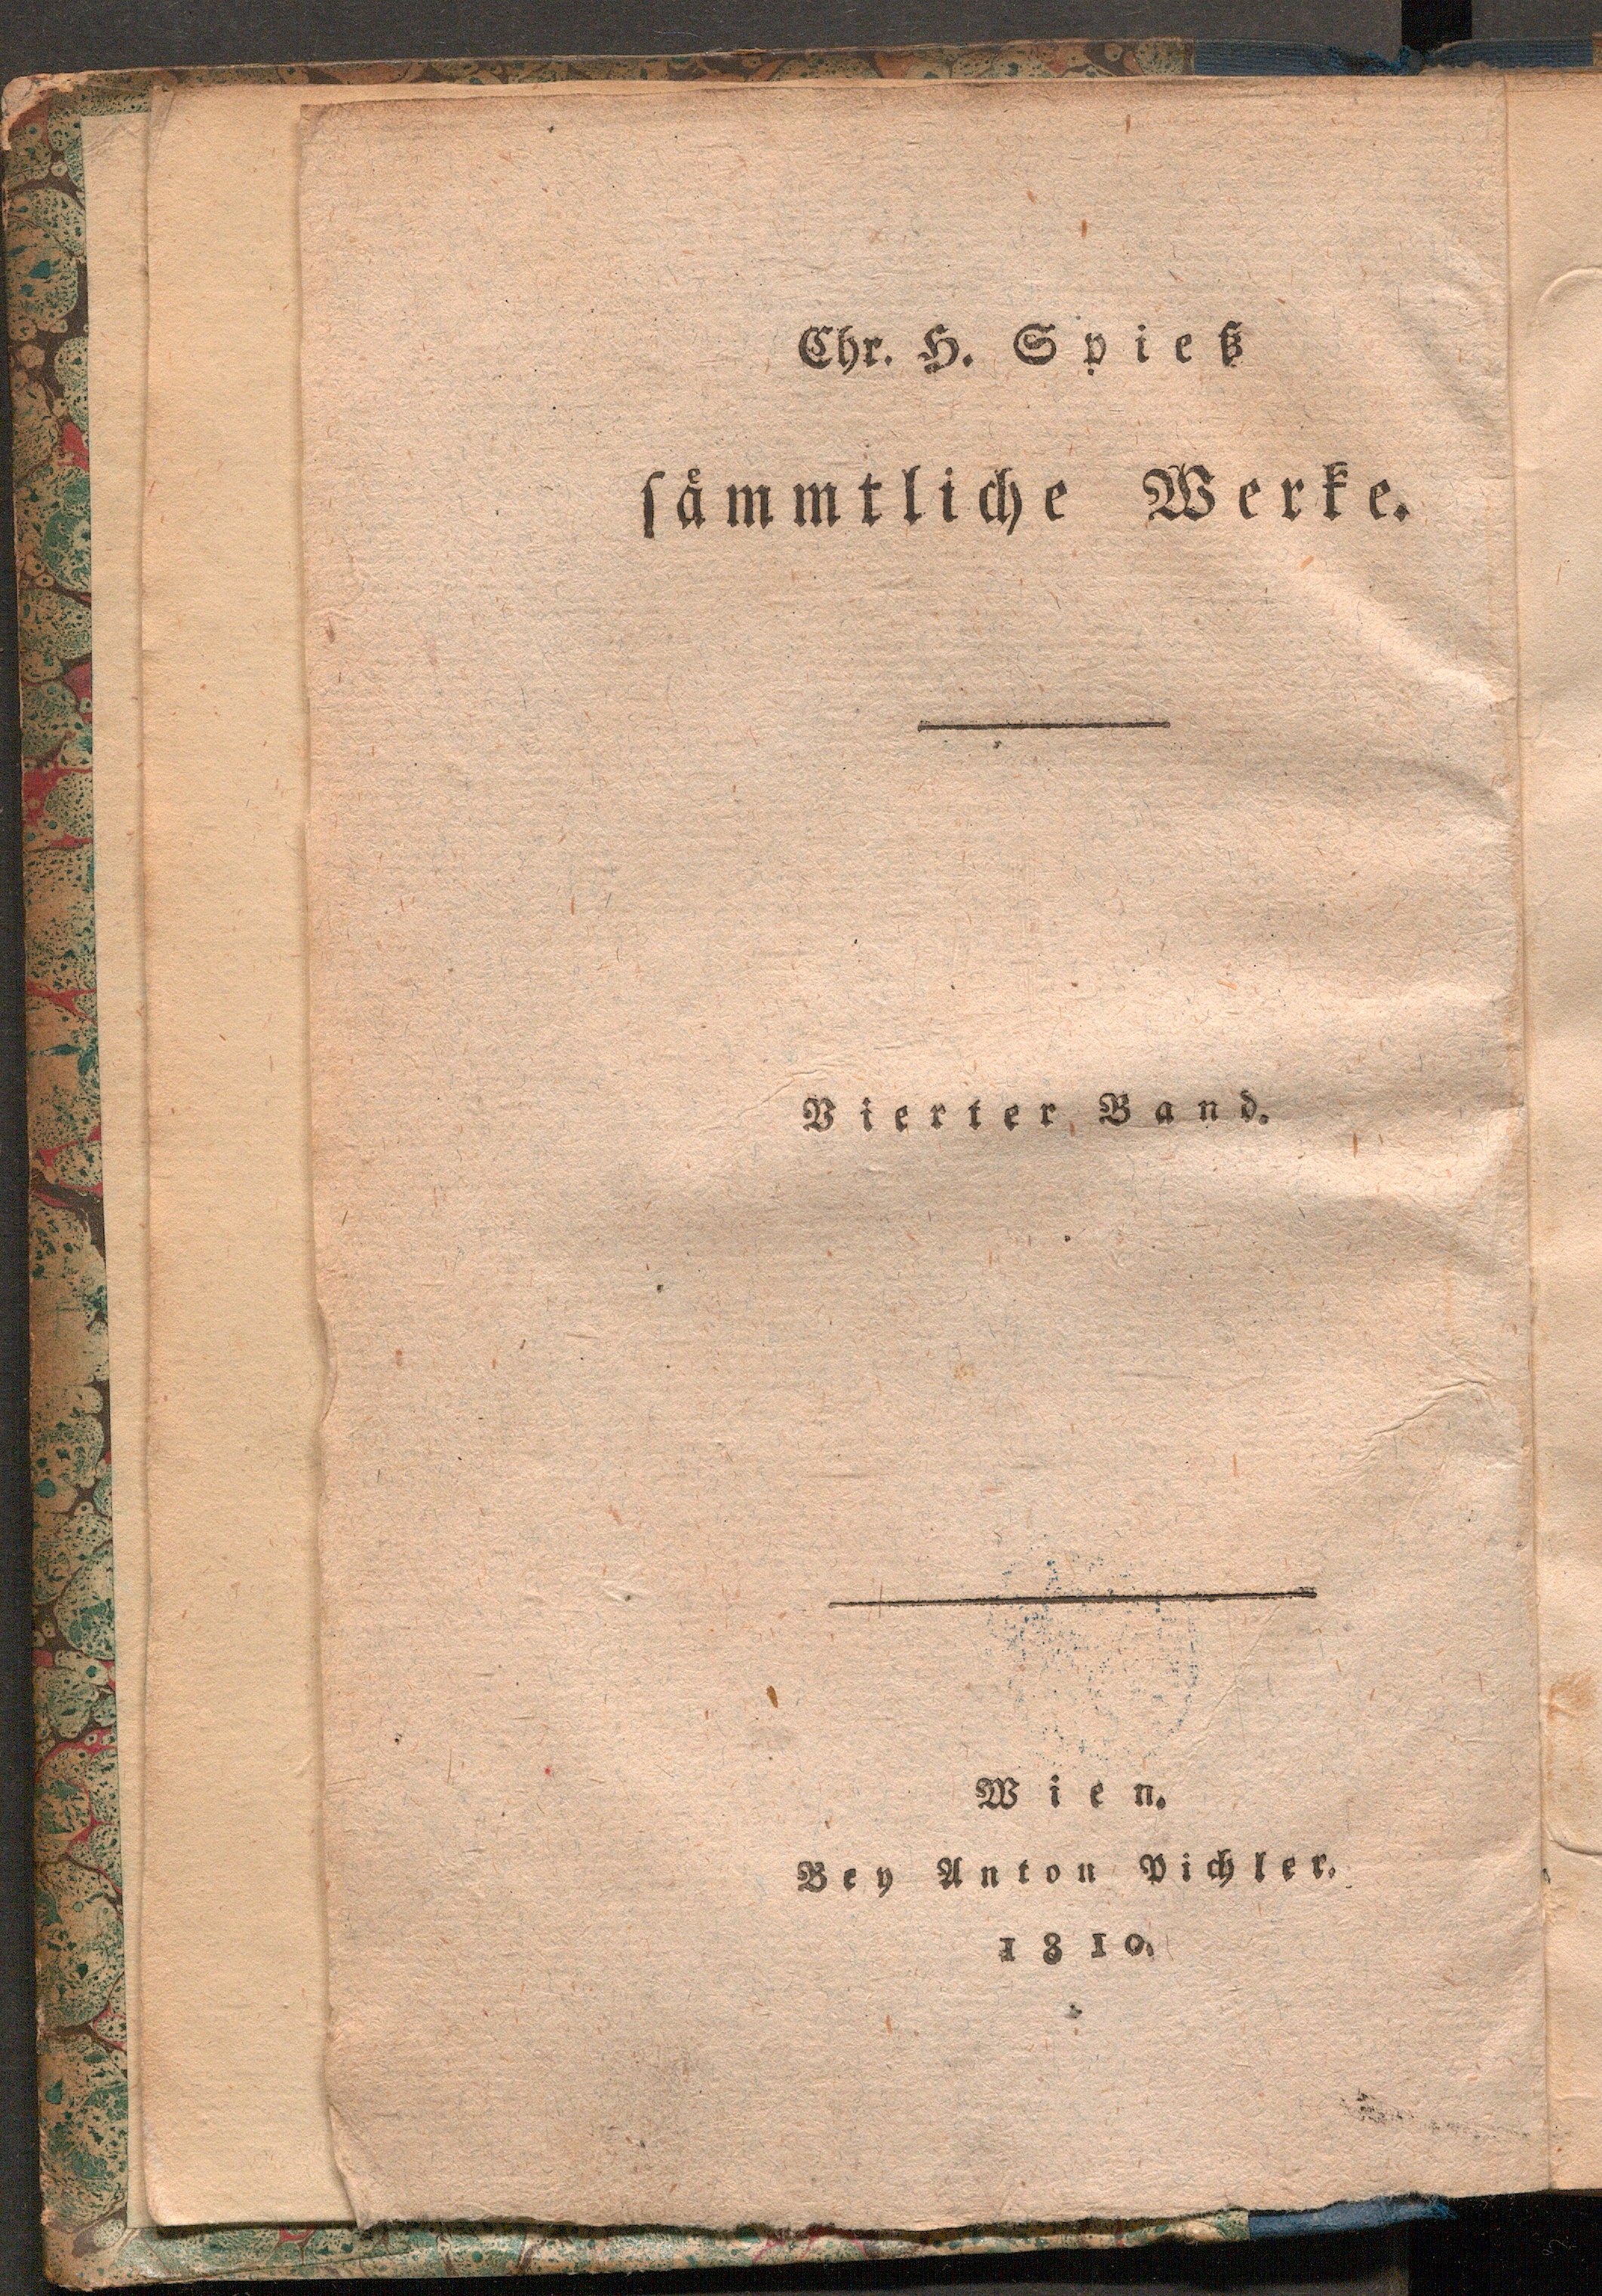 Chr. H. Spieß
ſämmtliche Werke.
Vierter Band.
Wien.
Bey Anton Pichler.
1810.